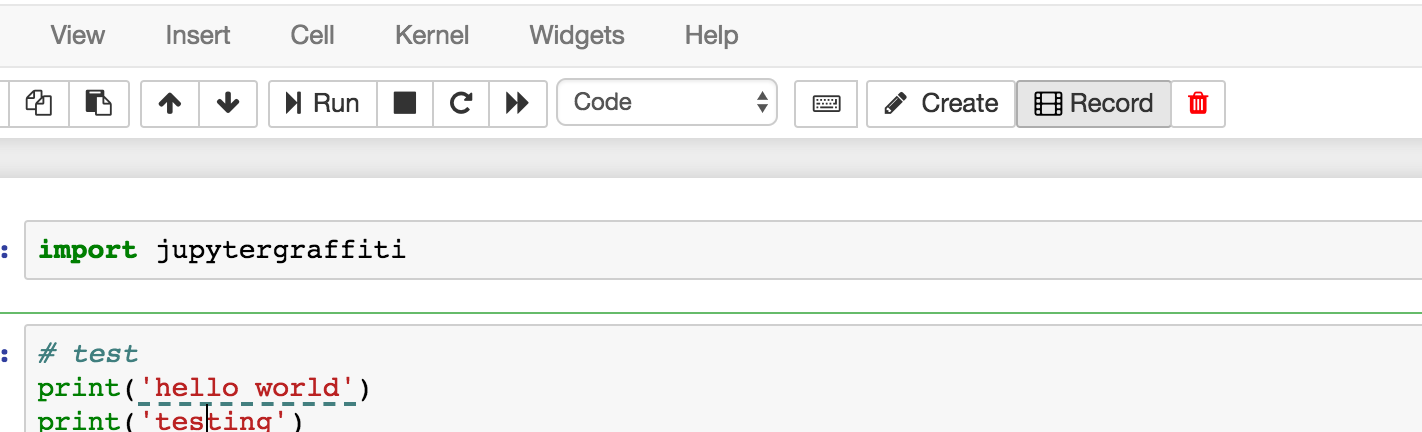 View Insert Cell Kernel Widgets Help
Run Code Create Record
: import jupytergraffiti
: # test
print('hello world')
print('testing')